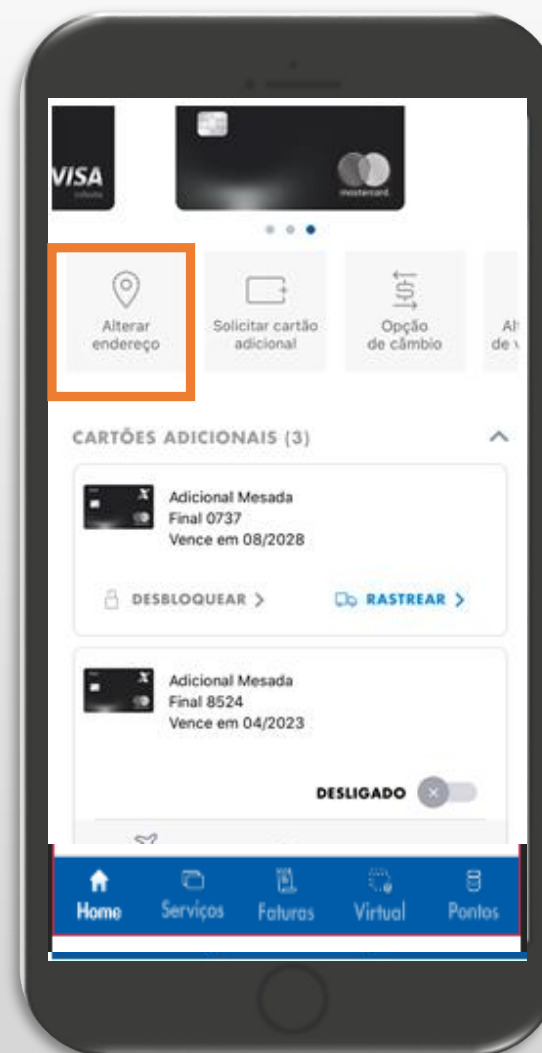 VISA
Infinite
mastercard.
Alterar
endereço
Solicitar cartão
adicional
Opção
de câmbio
CARTÕES ADICIONAIS (3)
X
Adicional Mesada
Final 0737
Vence em 08/2028
DESBLOQUEAR >
RASTREAR >
X
Adicional Mesada
Final 8524
Vence em 04/2023
DESLIGADO
Home
Serviços
Faturas
Virtual
Pontos